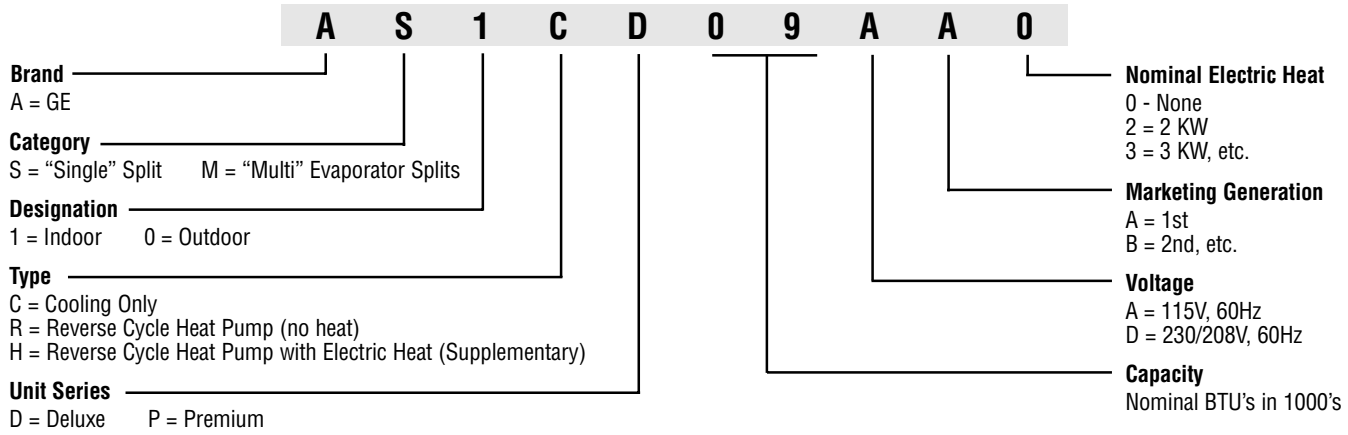 A S 1 C D 0 9 A A 0
Brand
A = GE
Category
S = “Single” Split M = “Multi” Evaporator Splits
Designation
1 = Indoor 0 = Outdoor
Type
C = Cooling Only
R = Reverse Cycle Heat Pump (no heat)
H = Reverse Cycle Heat Pump with Electric Heat (Supplementary)
Unit Series
D = Deluxe P = Premium
Nominal Electric Heat
0 - None
2 = 2 KW
3 = 3 KW, etc.
Marketing Generation
A = 1st
B = 2nd, etc.
Voltage
A = 115V, 60Hz
D = 230/208V, 60Hz
Capacity
Nominal BTU’s in 1000’s